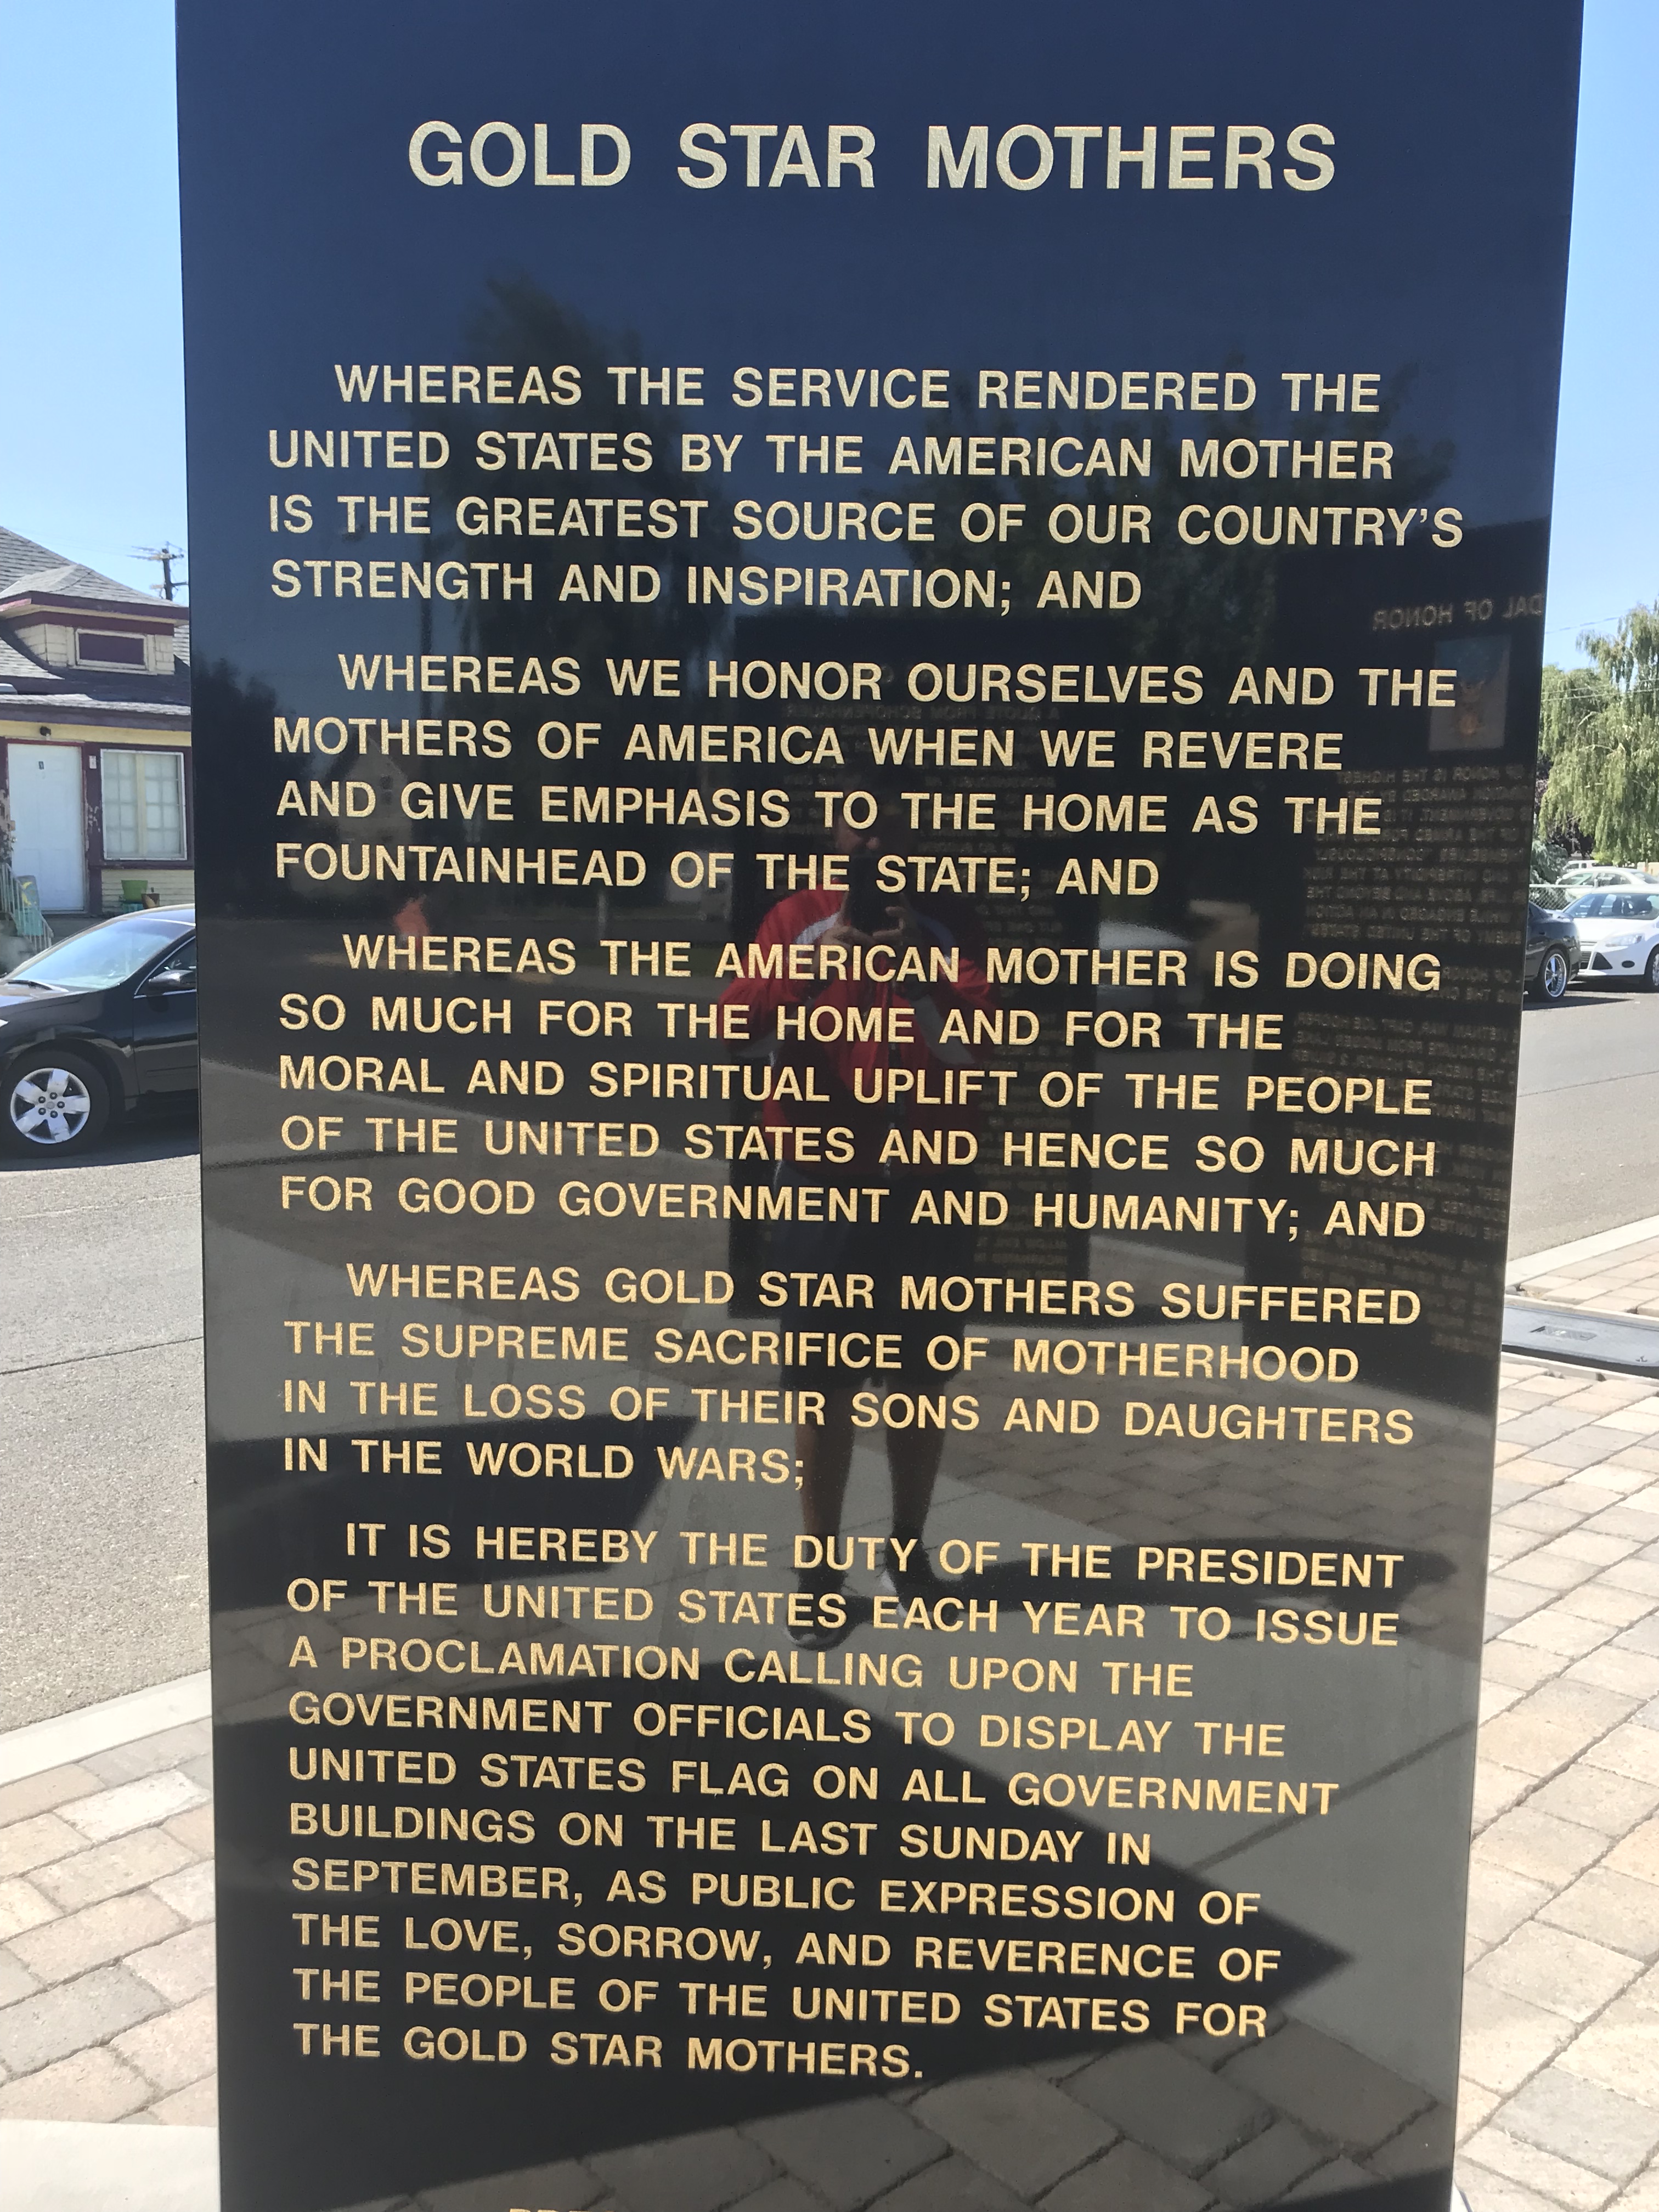 GOLD STAR MOTHERS
WHEREAS THE SERVICE RENDERED THE
UNITED STATES BY THE AMERICAN MOTHER
IS THE GREATEST SOURCE OF OUR COUNTRY'S
STRENGTH AND INSPIRATION; AND
WHEREAS WE HONOR OURSELVES AND THE
MOTHERS OF AMERICA WHEN WE REVERE
AND GIVE EMPHASIS TO THE HOME AS THE
FOUNTAINHEAD OF THE STATE; AND
WHEREAS THE AMERICAN MOTHER IS DOING
SO MUCH FOR THE HOME AND FOR THE
MORAL AND SPIRITUAL UPLIFT OF THE PEOPLE
OF THE UNITED STATES AND HENCE SO MUCH
FOR GOOD GOVERNMENT AND HUMANITY; AND
WHEREAS GOLD STAR MOTHERS SUFFERED
THE SUPREME SACRIFICE OF MOTHERHOOD
IN THE LOSS OF THEIR SONS AND DAUGHTERS
IN THE WORLD WARS;
IT IS HEREBY THE DUTY OF THE PRESIDENT
OF THE UNITED STATES EACH YEAR TO ISSUE
A PROCLAMATION CALLING UPON THE
GOVERNMENT OFFICIALS TO DISPLAY THE
UNITED STATES FLAG ON ALL GOVERNMENT
BUILDINGS ON THE LAST SUNDAY IN
SEPTEMBER, AS PUBLIC EXPRESSION OF
THE LOVE, SORROW, AND REVERENCE OF
THE PEOPLE OF THE UNITED STATES FOR
THE GOLD STAR MOTHERS.